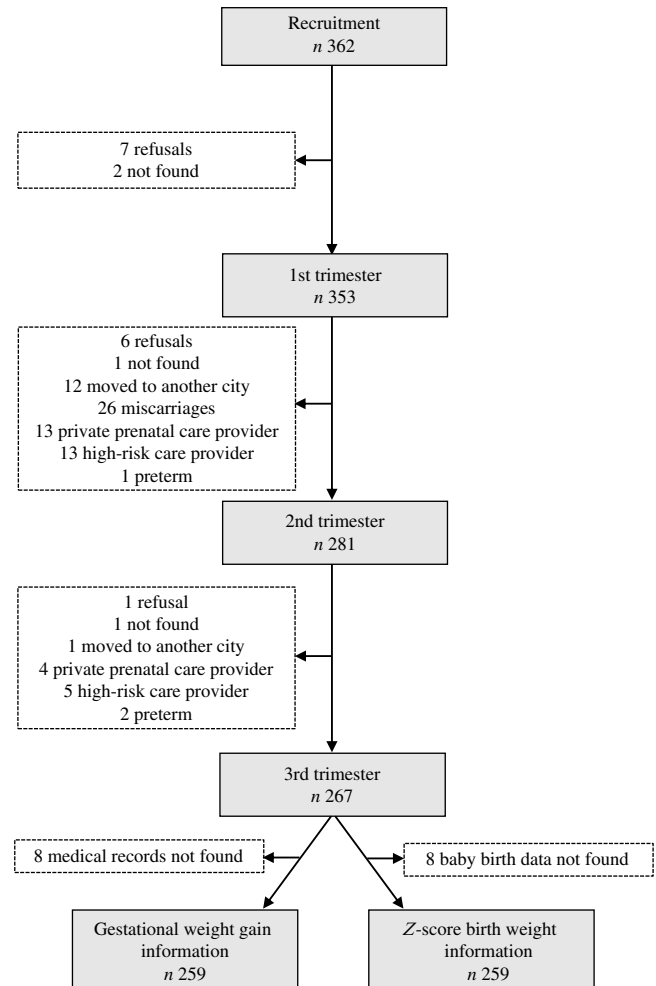 Recruitment
n 362
7 refusals
2 not found
1st trimester
n 353
6 refusals
1 not found
12 moved to another city
26 miscarriages
13 private prenatal care provider
13 high-risk care provider
1 preterm
2nd trimester
n 281
1 refusal
1 not found
1 moved to another city
4 private prenatal care provider
5 high-risk care provider
2 preterm
3rd trimester
n 267
8 medical records not found
8 baby birth data not found
Gestational weight gain
information
n 259
Z-score birth weight
information
n 259